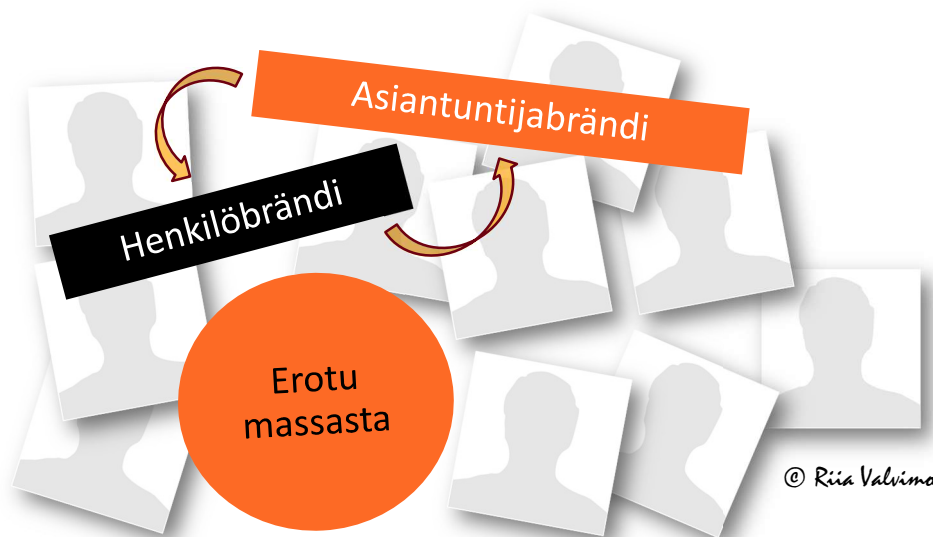 Asiantuntijabrändi
Henkilöbrändi
Erotu
massasta
© Riia Valvimo